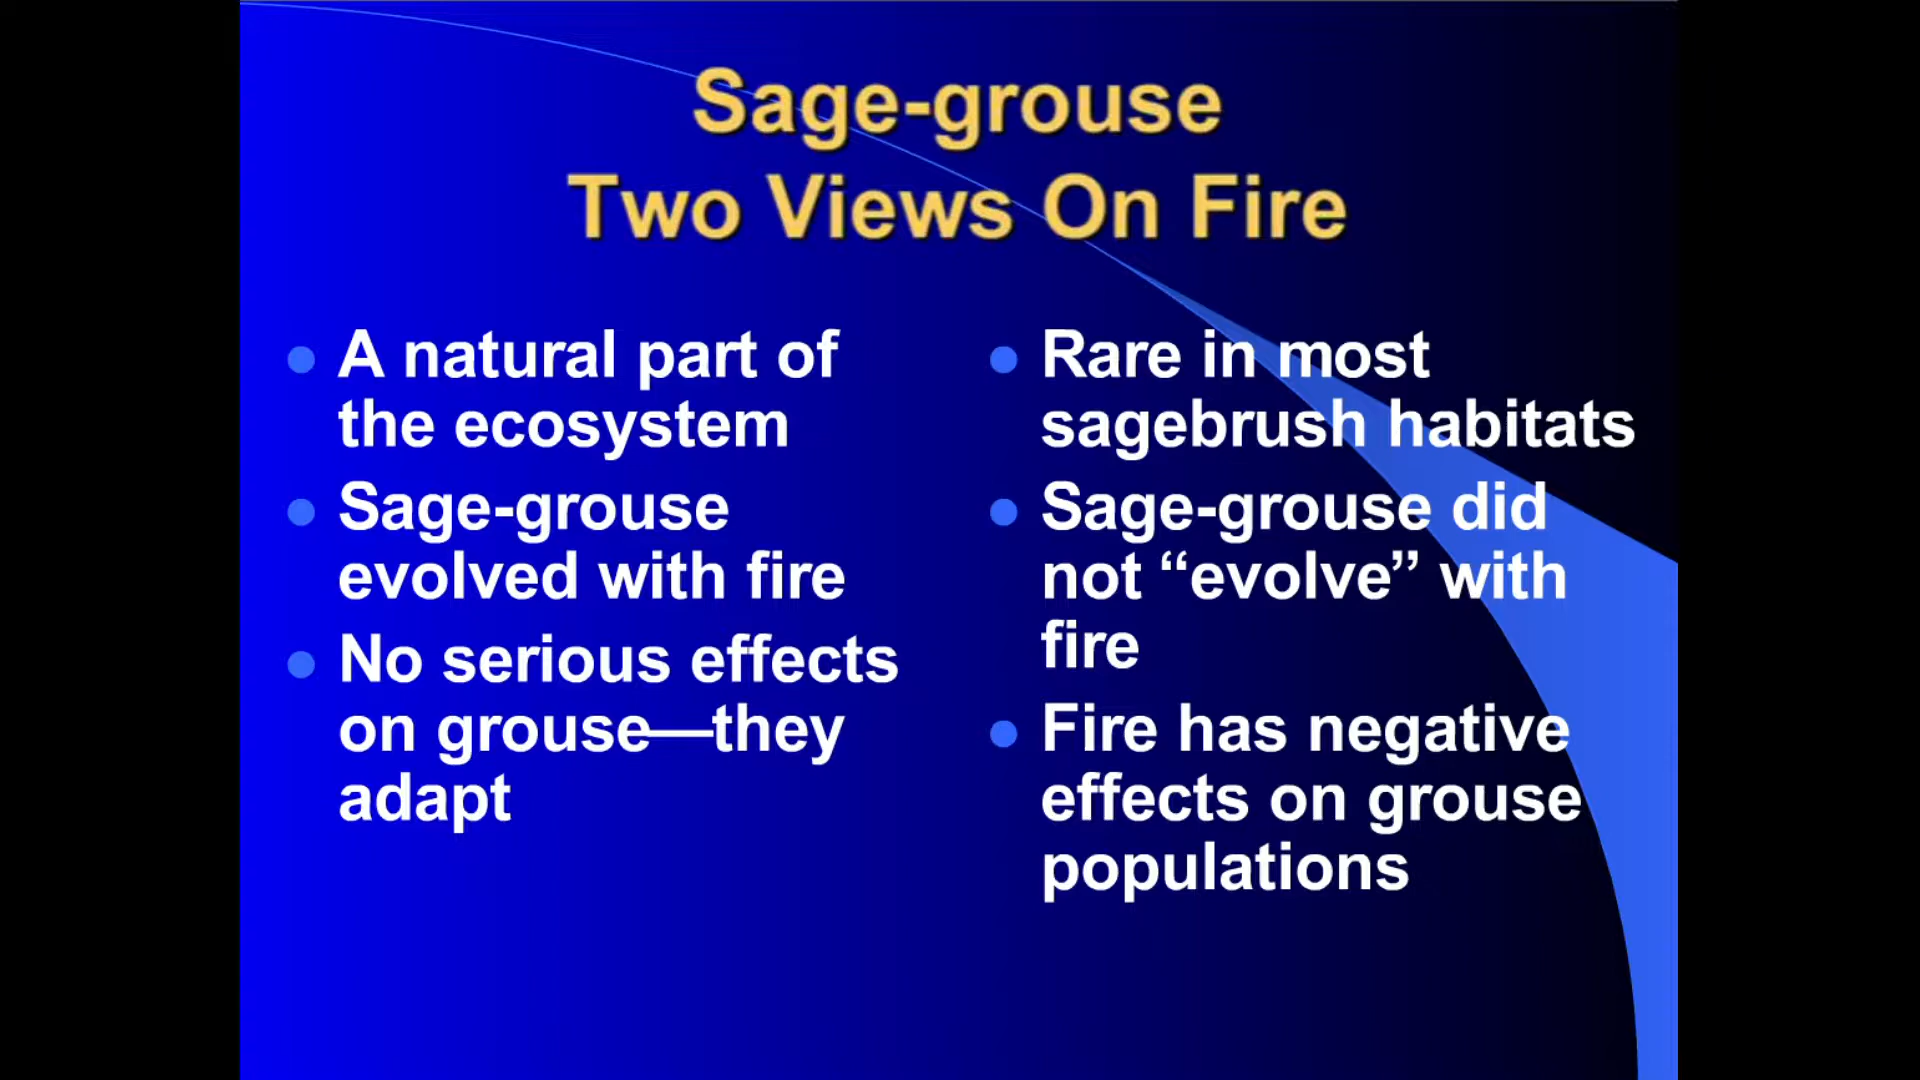 Sage-grouse
Two Views On Fire
A natural part of
the ecosystem
Sage-grouse
evolved with fire
No serious effects
on grouse—they
adapt
Rare in most
sagebrush habitats
Sage-grouse did
not “evolve” with
fire
Fire has negative
effects on grouse
populations